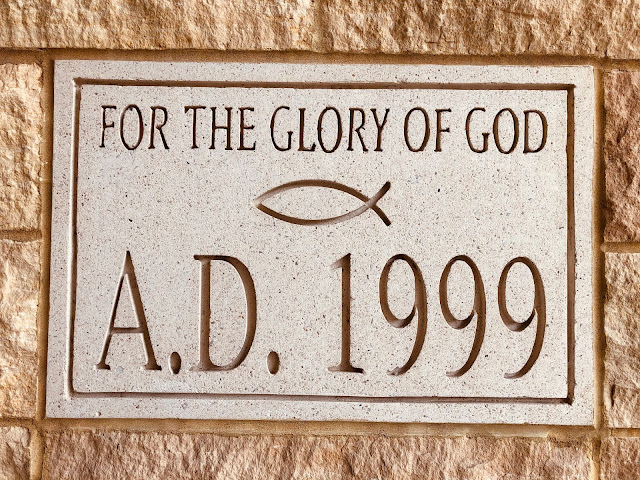 FOR THE GLORY OF GOD
A.D. 1999